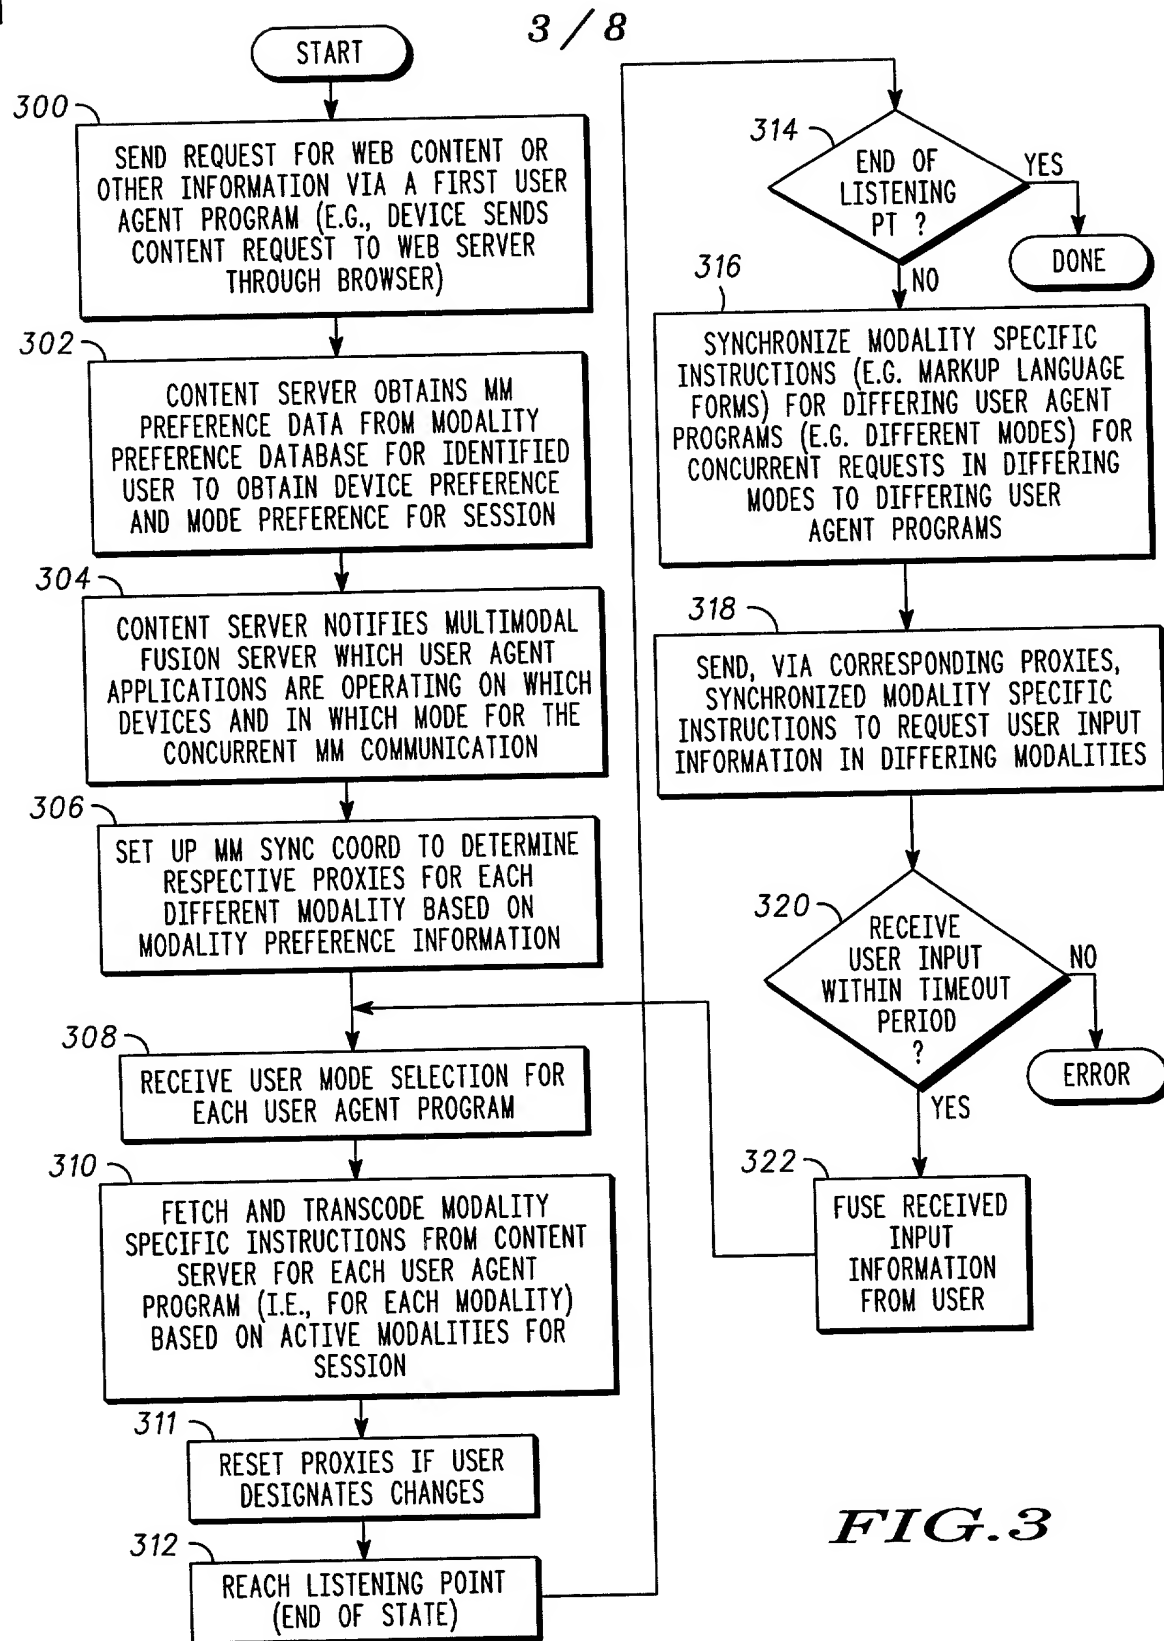 3/8
START
300
SEND REQUEST FOR WEB CONTENT OR
OTHER INFORMATION VIA A FIRST USER
AGENT PROGRAM (E.G., DEVICE SENDS
CONTENT REQUEST TO WEB SERVER
THROUGH BROWSER)
302
CONTENT SERVER OBTAINS MM
PREFERENCE DATA FROM MODALITY
PREFERENCE DATABASE FOR IDENTIFIED
USER TO OBTAIN DEVICE PREFERENCE
AND MODE PREFERENCE FOR SESSION
304
CONTENT SERVER NOTIFIES MULTIMODAL
FUSION SERVER WHICH USER AGENT
APPLICATIONS ARE OPERATING ON WHICH
DEVICES AND IN WHICH MODE FOR THE
CONCURRENT MM COMMUNICATION
306
SET UP MM SYNC COORD TO DETERMINE
RESPECTIVE PROXIES FOR EACH
DIFFERENT MODALITY BASED ON
MODALITY PREFERENCE INFORMATION
308
RECEIVE USER MODE SELECTION FOR
EACH USER AGENT PROGRAM
310
FETCH AND TRANSCODE MODALITY
SPECIFIC INSTRUCTIONS FROM CONTENT
SERVER FOR EACH USER AGENT
PROGRAM (I.E., FOR EACH MODALITY)
BASED ON ACTIVE MODALITIES FOR
SESSION
311
RESET PROXIES IF USER
DESIGNATES CHANGES
312
REACH LISTENING POINT
(END OF STATE)
314
END OF
LISTENING
PT ?
YES
DONE
NO
316
SYNCHRONIZE MODALITY SPECIFIC
INSTRUCTIONS (E.G. MARKUP LANGUAGE
FORMS) FOR DIFFERING USER AGENT
PROGRAMS (E.G. DIFFERENT MODES) FOR
CONCURRENT REQUESTS IN DIFFERING
MODES TO DIFFERING USER
AGENT PROGRAMS
318
SEND, VIA CORRESPONDING PROXIES,
SYNCHRONIZED MODALITY SPECIFIC
INSTRUCTIONS TO REQUEST USER INPUT
INFORMATION IN DIFFERING MODALITIES
320
RECEIVE
USER INPUT
WITHIN TIMEOUT
PERIOD
?
NO
ERROR
YES
322
FUSE RECEIVED
INPUT
INFORMATION
FROM USER
FIG.3